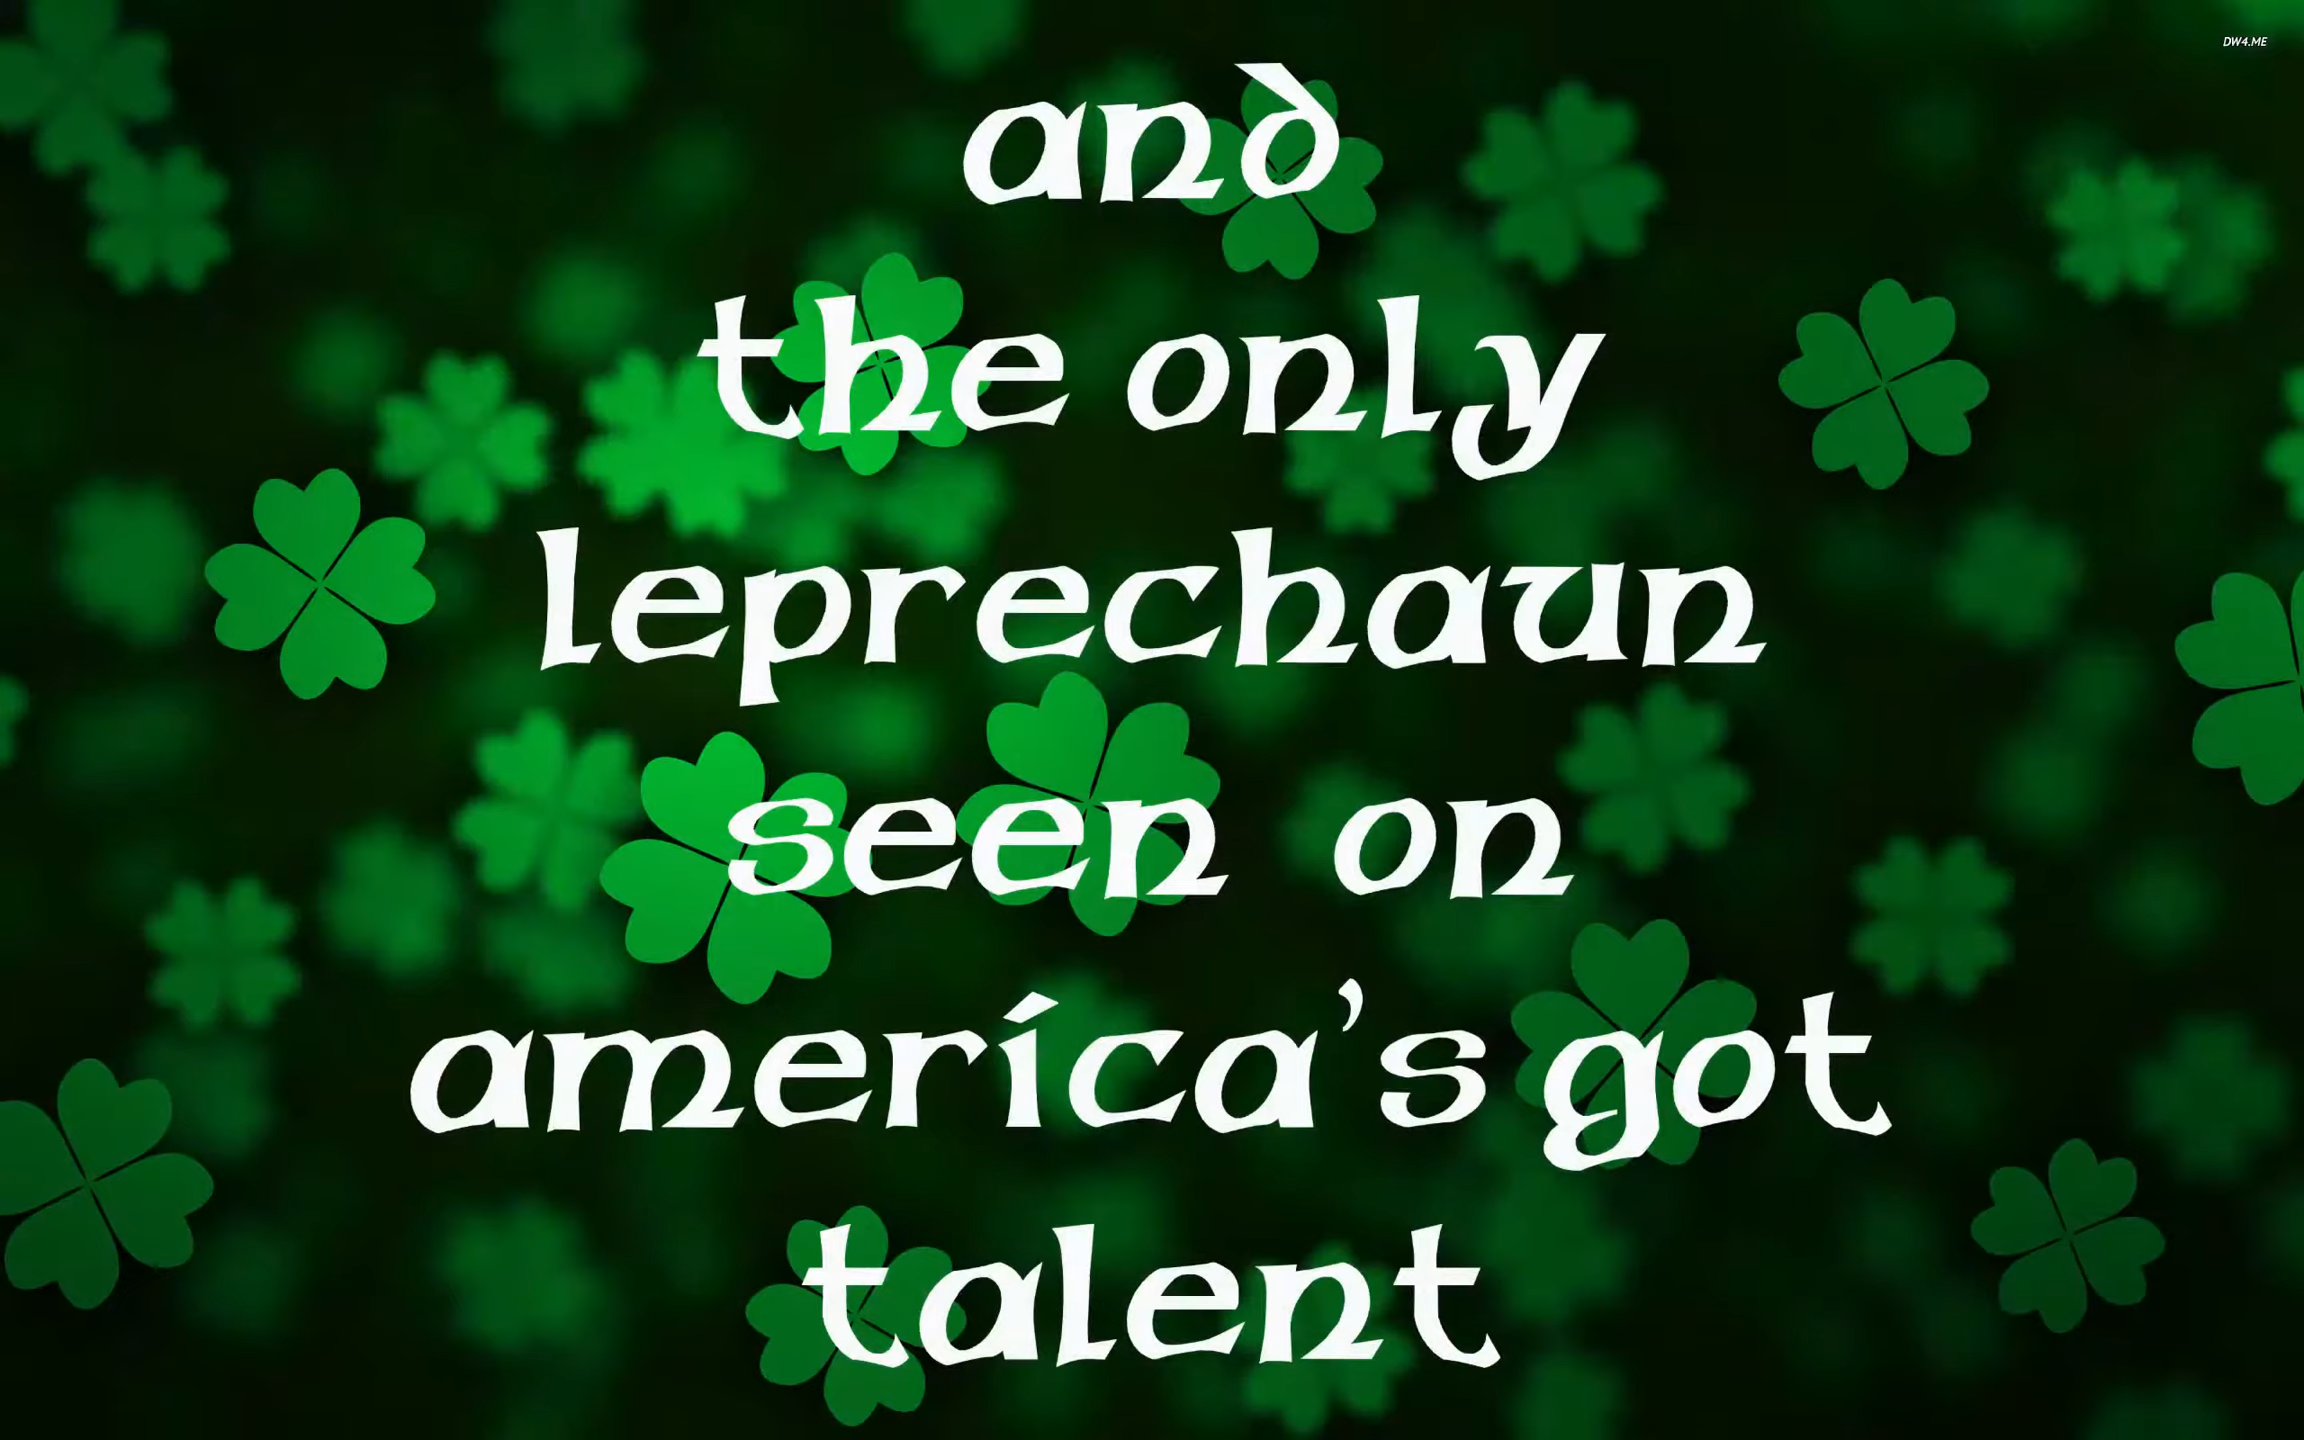 DW4.ME
and
the only
leprechaun
seen on
america's got
talent